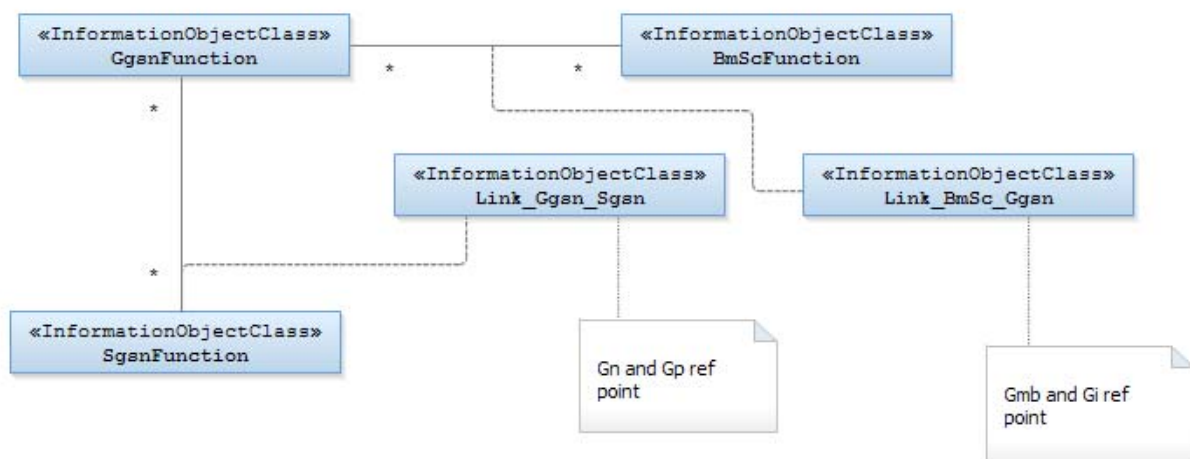 «InformationObjectClass»
GgsnFunction
«InformationObjectClass»
BmScFunction
*
*
*
«InformationObjectClass»
Link_Ggsn_Sgsn
«InformationObjectClass»
Link_BmSc_Ggsn
*
«InformationObjectClass»
SgsnFunction
Gn and Gp ref
point
Gmb and Gi ref
point